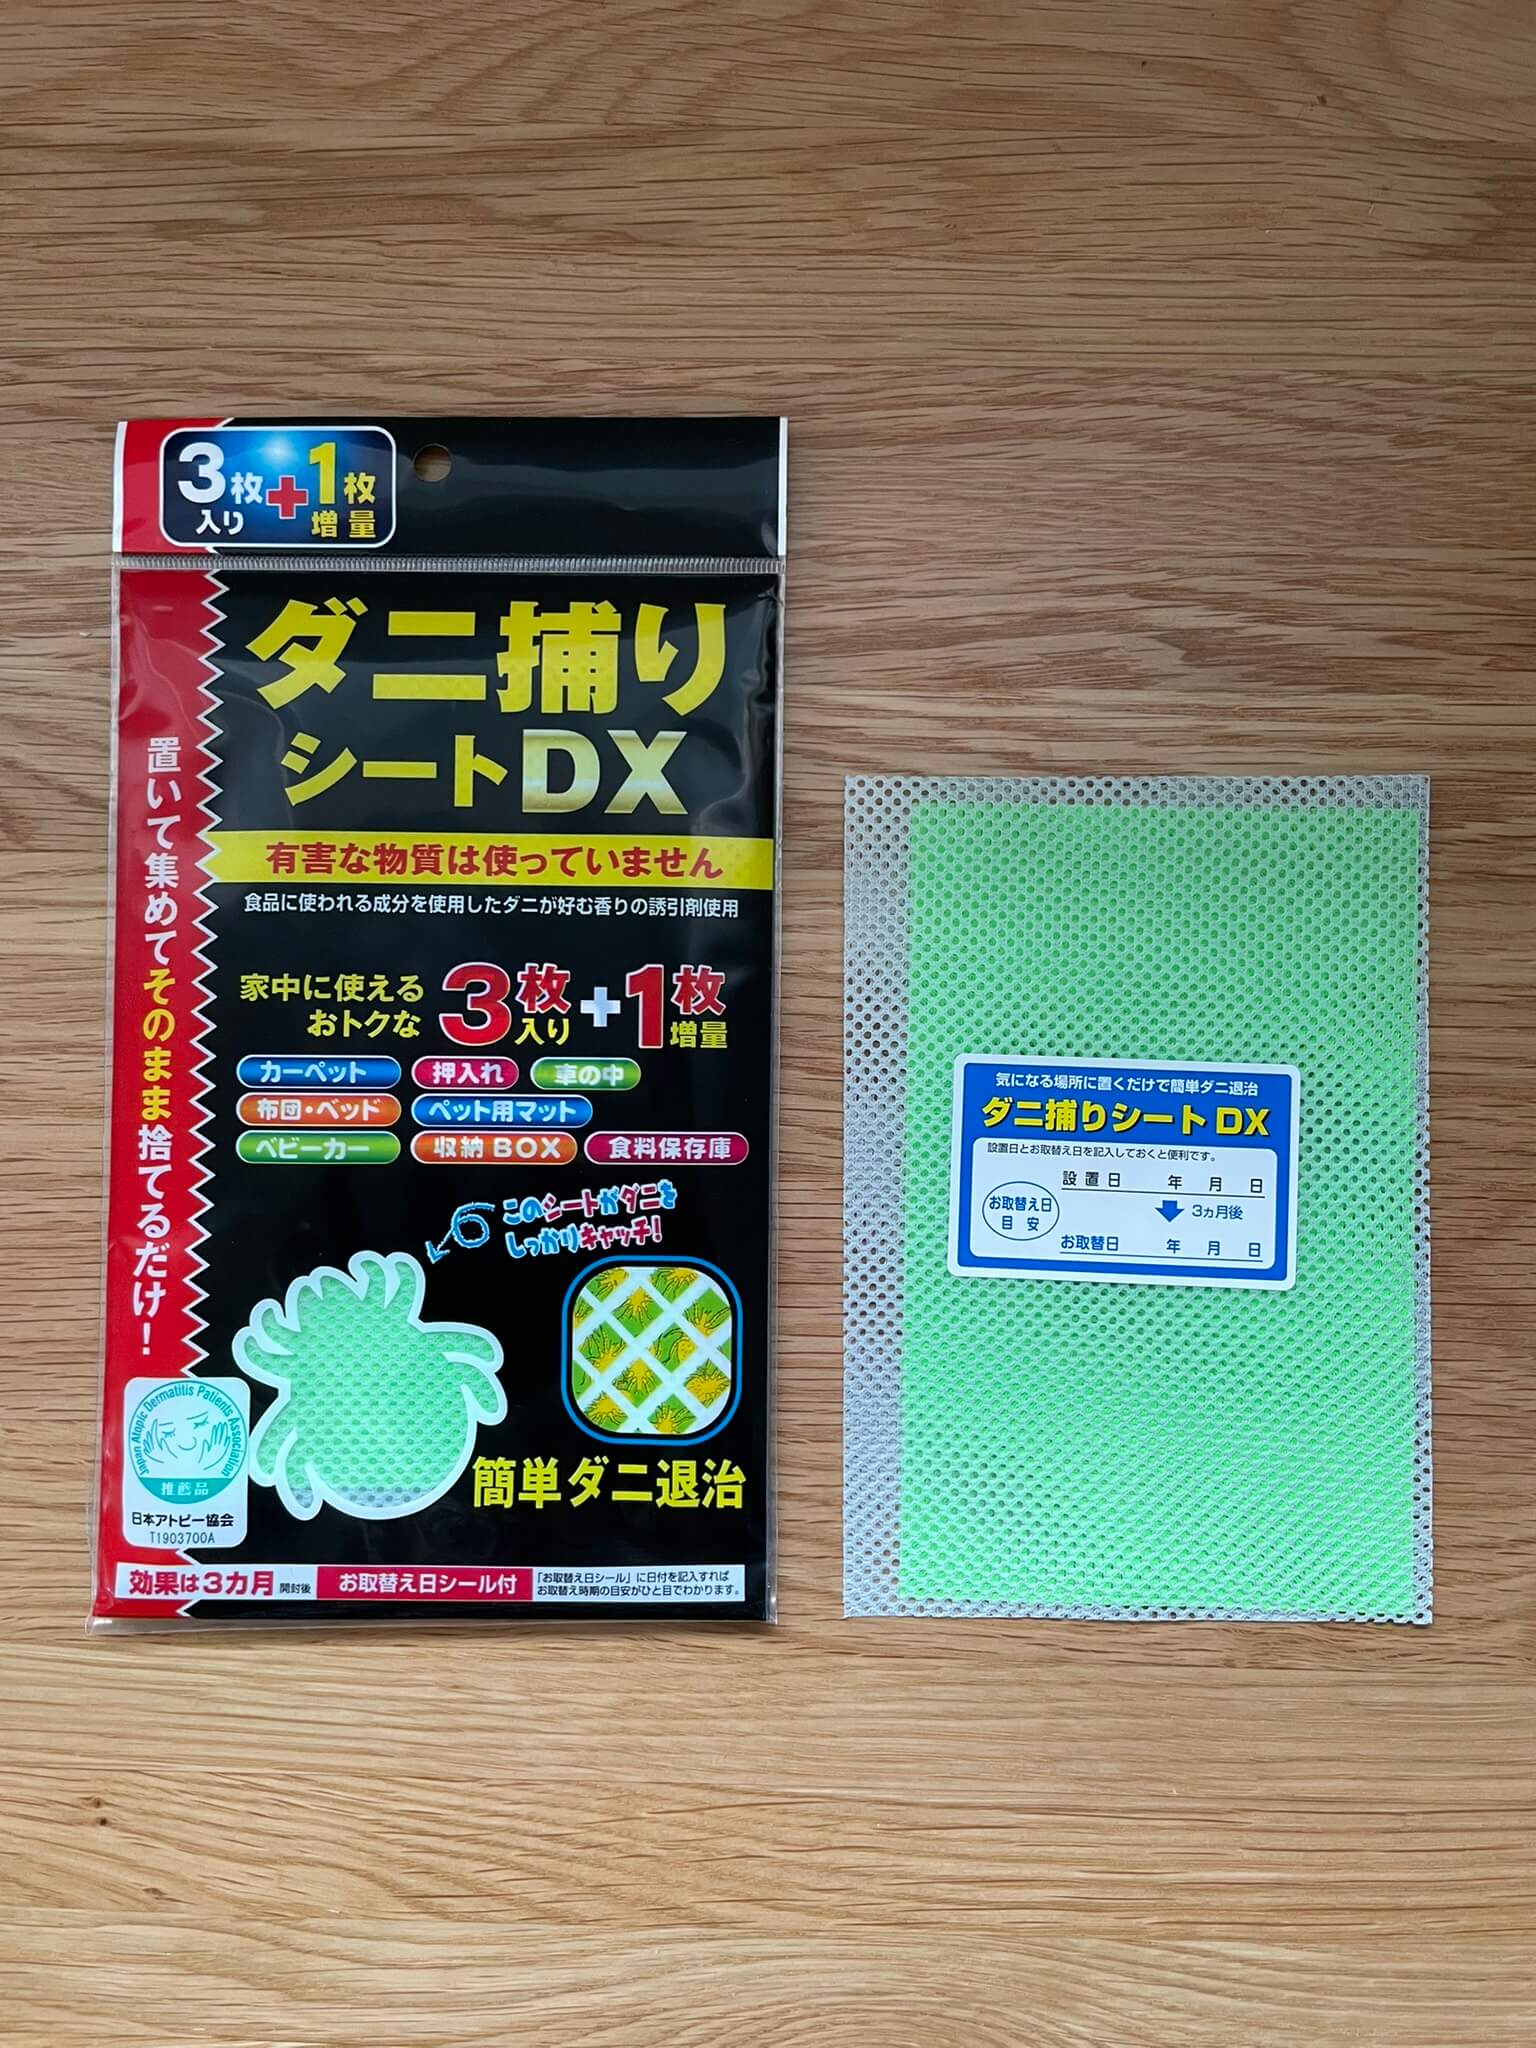 3枚入り+1枚増量
ダニ捕り
シートDX
有害な物質は使っていません
食品に使われる成分を使用したダニが好む香りの誘引剤使用
置いて集めてそのまま捨てるだけ!
家中に使える
おトクな
3枚入り+1枚増量
カーペット 押入れ 車の中
布団・ベッド ペット用マット
ベビーカー 収納BOX 食料保存庫
このシートがダニを
しっかりキャッチ!
簡単ダニ退治
Japan Atopic Dermatitis Patients Association
推薦品
日本アトピー協会
T1903700A
効果は3カ月 開封後
お取替え日シール付
「お取替え日シール」に日付を記入すれば
お取替え時期の目安がひと目でわかります。
気になる場所に置くだけで簡単ダニ退治
ダニ捕りシートDX
設置日とお取替え日を記入しておくと便利です。
設置日 年 月 日
お取替え日
目安
3ヵ月後
お取替日 年 月 日